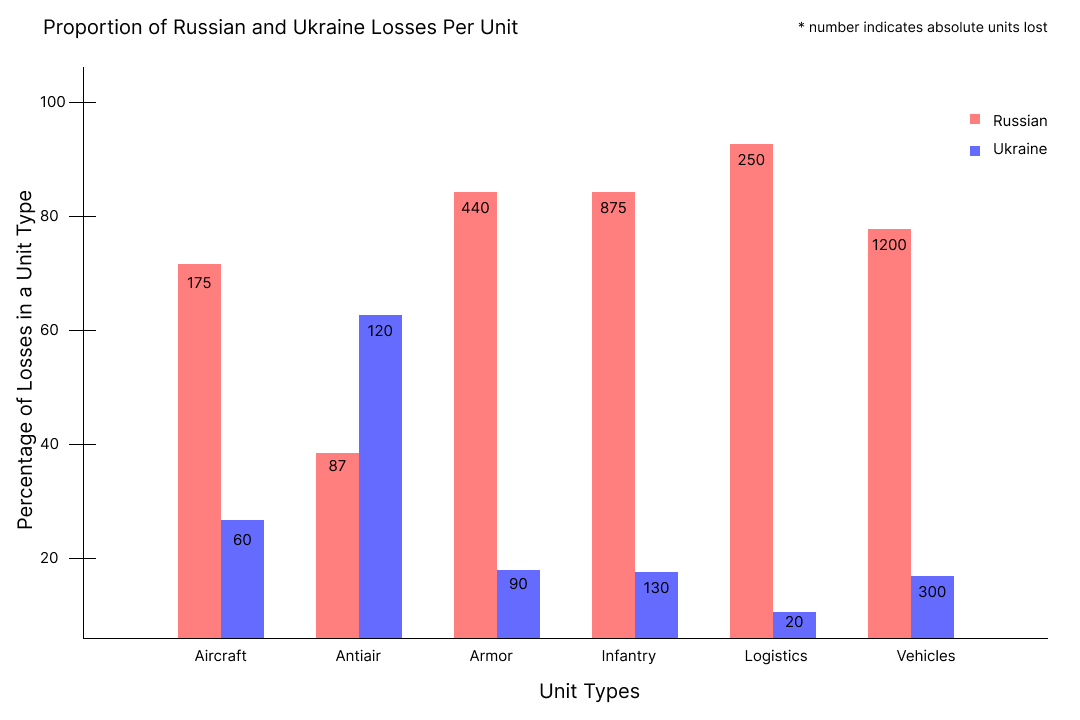 Proportion of Russian and Ukraine Losses Per Unit
* number indicates absolute units lost
Russian
Ukraine
Percentage of Losses in a Unit Type
100
80
60
40
20
175
60
87
120
440
90
875
130
250
20
1200
300
Aircraft
Antiair
Armor
Infantry
Logistics
Vehicles
Unit Types